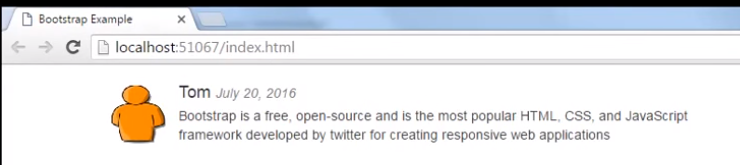 Bootstrap Example
localhost:51067/index.html
Tom July 20, 2016
Bootstrap is a free, open-source and is the most popular HTML, CSS, and JavaScript
framework developed by twitter for creating responsive web applications